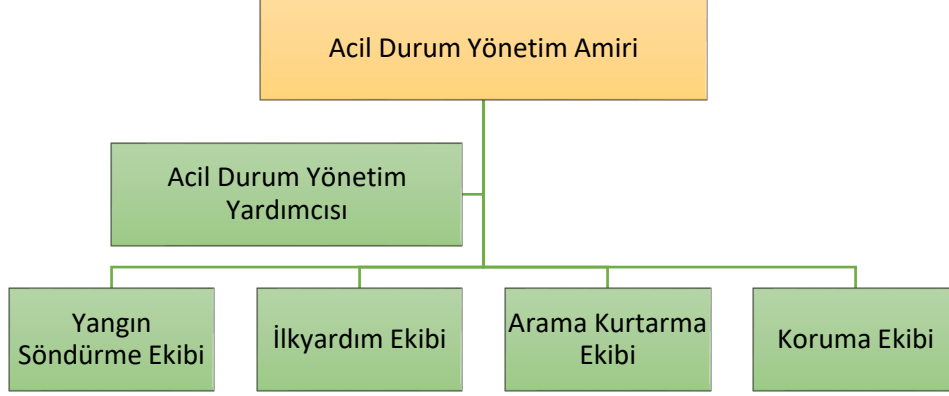 Acil Durum Yönetim Amiri
Acil Durum Yönetim
Yardımcısı
Yangın
Söndürme Ekibi
İlkyardım Ekibi
Arama Kurtarma
Ekibi
Koruma Ekibi